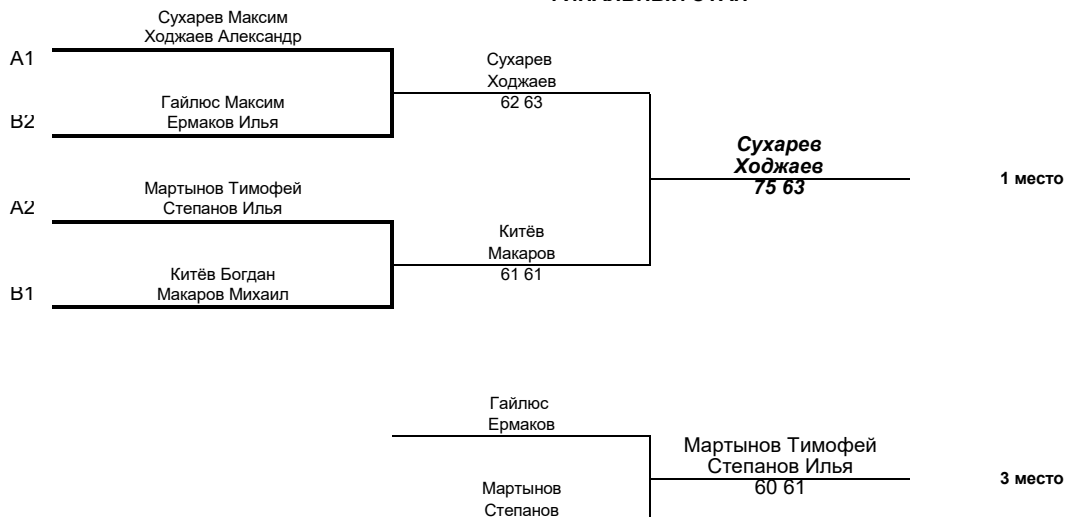 Сухарев Максим
Ходжаев Александр
A1
Сухарев
Ходжаев
62 63
Гайлюс Максим
Ермаков Илья
B2
Сухарев
Ходжаев
75 63
1 место
Мартынов Тимофей
Степанов Илья
A2
Китёв
Макаров
61 61
Китёв Богдан
Макаров Михаил
B1
Гайлюс
Ермаков
Мартынов Тимофей
Степанов Илья
60 61
3 место
Мартынов
Степанов